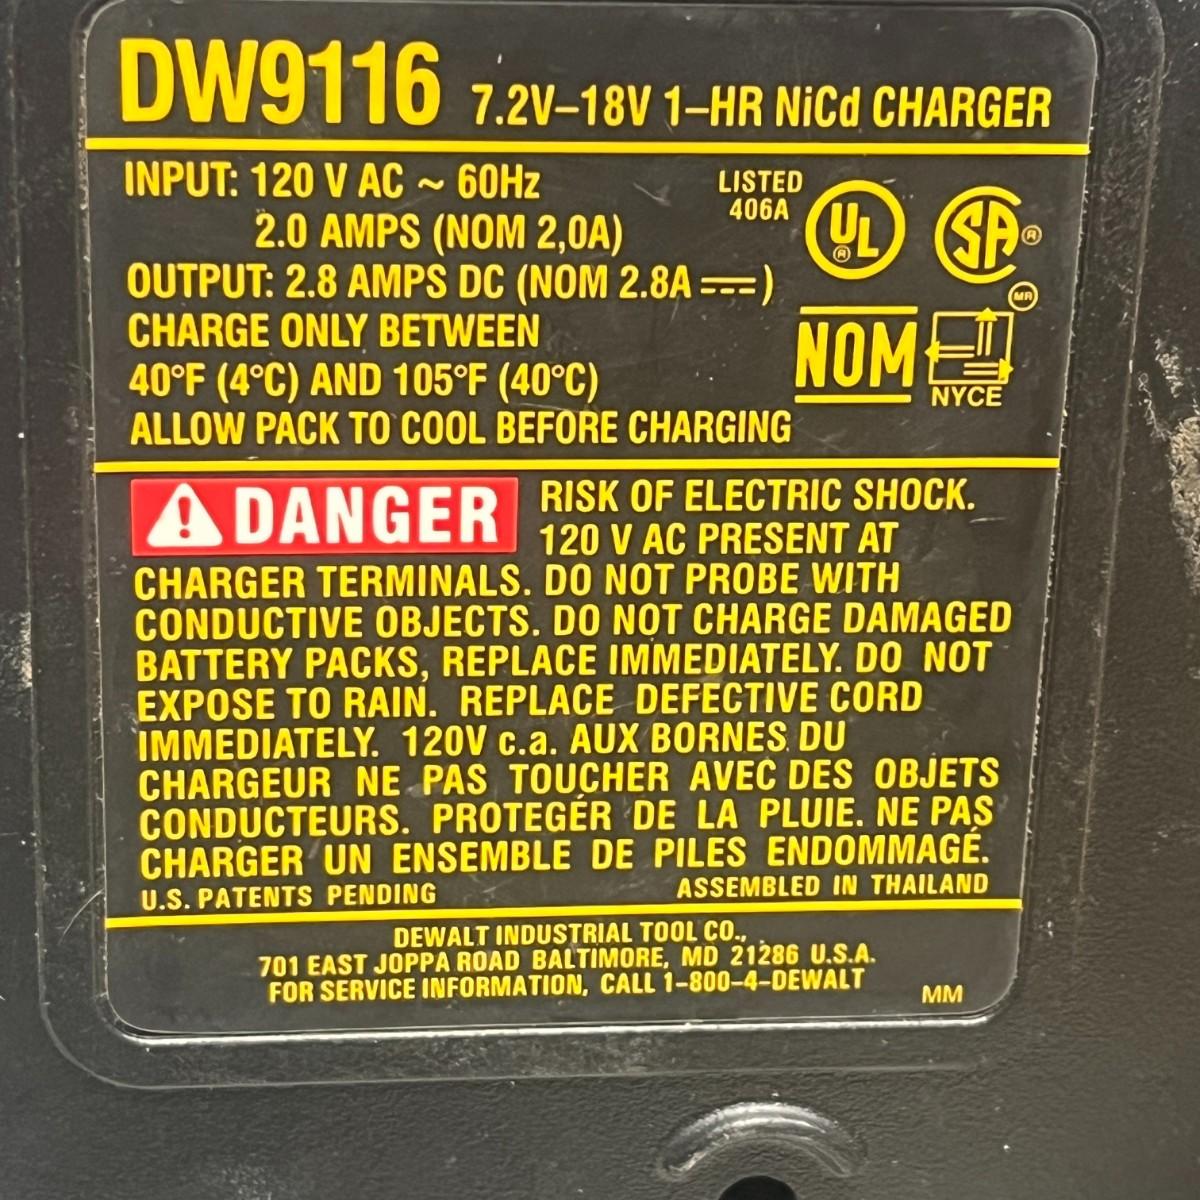 DW9116 7.2V–18V 1–HR NiCd CHARGER
INPUT: 120 V AC ~ 60Hz
2.0 AMPS (NOM 2,0A)
LISTED
406A
UL
®
SA
®
OUTPUT: 2.8 AMPS DC (NOM 2.8A ⎓)
MR
CHARGE ONLY BETWEEN
40°F (4°C) AND 105°F (40°C)
NOM
NYCE
ALLOW PACK TO COOL BEFORE CHARGING
DANGER RISK OF ELECTRIC SHOCK.
120 V AC PRESENT AT
CHARGER TERMINALS. DO NOT PROBE WITH
CONDUCTIVE OBJECTS. DO NOT CHARGE DAMAGED
BATTERY PACKS, REPLACE IMMEDIATELY. DO NOT
EXPOSE TO RAIN. REPLACE DEFECTIVE CORD
IMMEDIATELY. 120V c.a. AUX BORNES DU
CHARGEUR NE PAS TOUCHER AVEC DES OBJETS
CONDUCTEURS. PROTEGÉR DE LA PLUIE. NE PAS
CHARGER UN ENSEMBLE DE PILES ENDOMMAGÉ.
U.S. PATENTS PENDING ASSEMBLED IN THAILAND
DEWALT INDUSTRIAL TOOL CO.,
701 EAST JOPPA ROAD BALTIMORE, MD 21286 U.S.A.
FOR SERVICE INFORMATION, CALL 1–800–4–DEWALT
MM